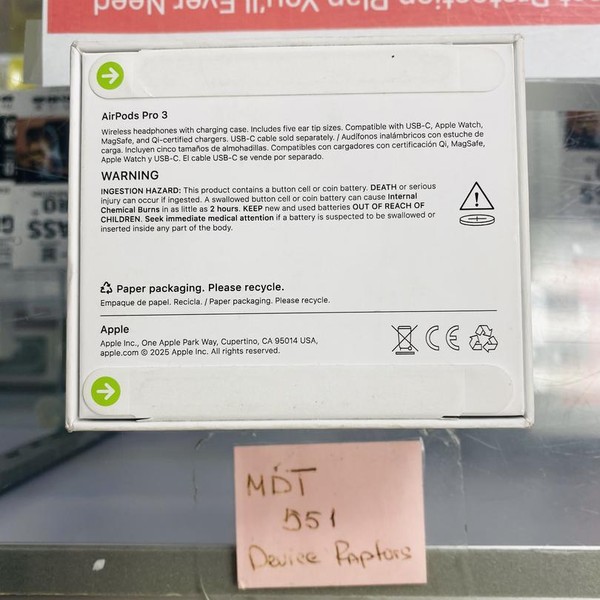 t Protection Plan You'll Ever Need
AirPods Pro 3
Wireless headphones with charging case. Includes five ear tip sizes. Compatible with USB-C, Apple Watch,
MagSafe, and Qi-certified chargers. USB-C cable sold separately. / Audífonos inalámbricos con estuche de
carga. Incluyen cinco tamaños de almohadillas. Compatibles con cargadores con certificación Qi, MagSafe,
Apple Watch y USB-C. El cable USB-C se vende por separado.
WARNING
INGESTION HAZARD: This product contains a button cell or coin battery. DEATH or serious
injury can occur if ingested. A swallowed button cell or coin battery can cause Internal
Chemical Burns in as little as 2 hours. KEEP new and used batteries OUT OF REACH OF
CHILDREN. Seek immediate medical attention if a battery is suspected to be swallowed or
inserted inside any part of the body.
Paper packaging. Please recycle.
Empaque de papel. Recicla. / Paper packaging. Please recycle.
Apple
Apple Inc., One Apple Park Way, Cupertino, CA 95014 USA,
apple.com © 2025 Apple Inc. All rights reserved.
CE
MDT
551
Device Raptors